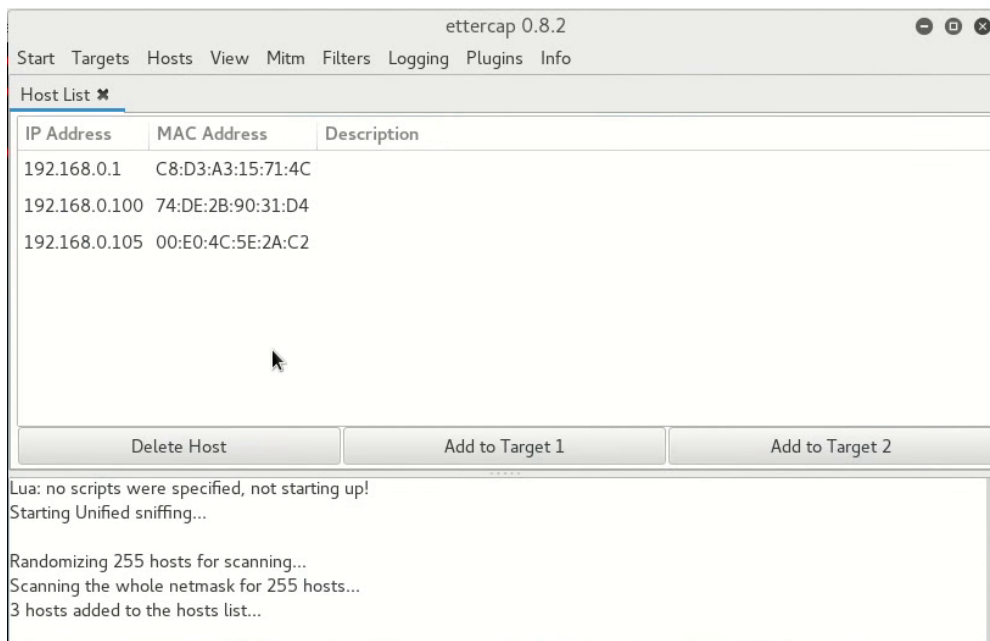 ettercap 0.8.2
Start Targets Hosts View Mitm Filters Logging Plugins Info
Host List ✖
IP Address MAC Address Description
192.168.0.1 C8:D3:A3:15:71:4C
192.168.0.100 74:DE:2B:90:31:D4
192.168.0.105 00:E0:4C:5E:2A:C2
Delete Host Add to Target 1 Add to Target 2
Lua: no scripts were specified, not starting up!
Starting Unified sniffing...
Randomizing 255 hosts for scanning...
Scanning the whole netmask for 255 hosts...
3 hosts added to the hosts list...